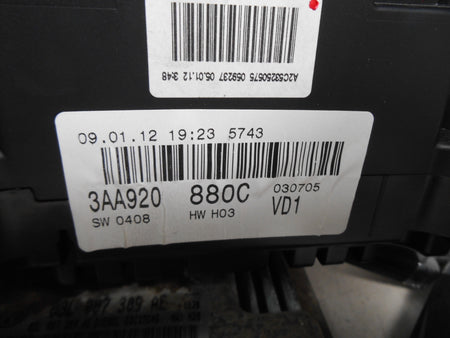 A2C53250575 059237 05.01.12 3:48
09.01.12 19:23 5743
3AA920 880C 030705
SW 0408 HW H03 VD1